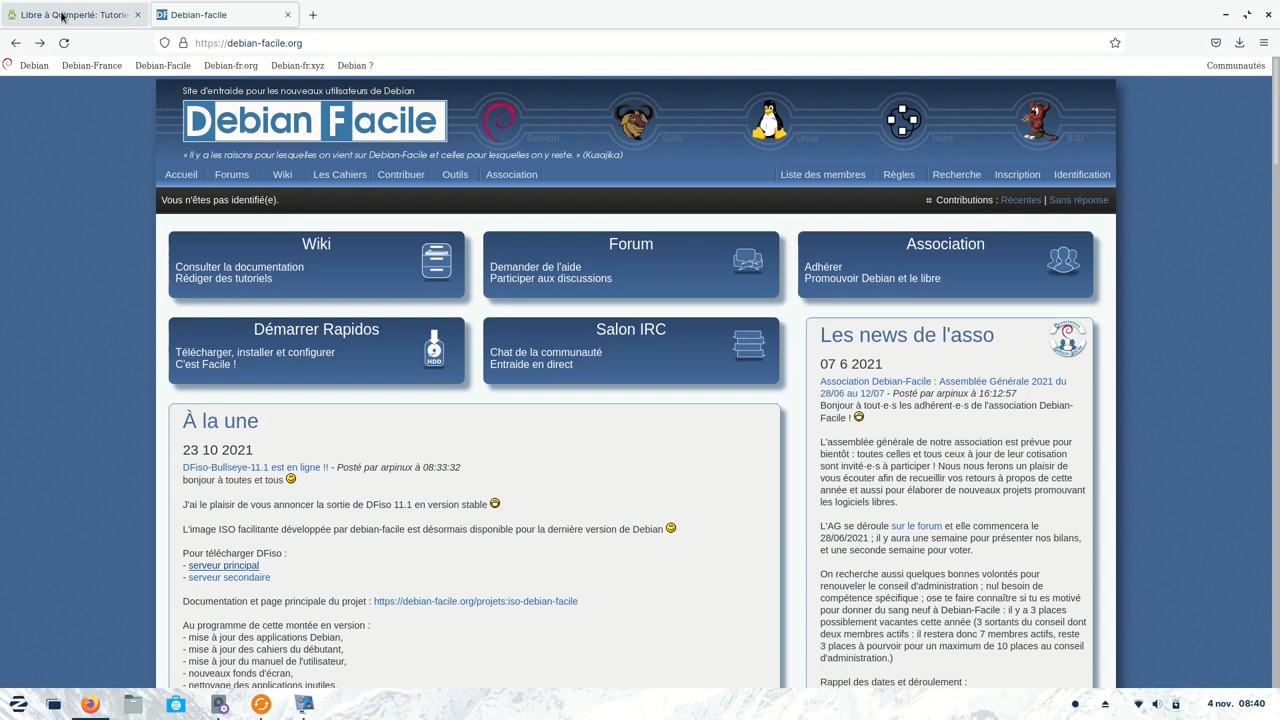 Libre à Quimperlé: Tutorie
Debian-facile
https://debian-facile.org
Debian
Debian-France
Debian-Facile
Debian-fr.org
Debian-fr.xyz
Debian ?
Communautés
Site d'entraide pour les nouveaux utilisateurs de Debian
Debian Facile
Debian
GNU
Linux
Hurd
BSD
« Il y a les raisons pour lesquelles on vient sur Debian-Facile et celles pour lesquelles on y reste. » (Kusajika)
Accueil
Forums
Wiki
Les Cahiers
Contribuer
Outils
Association
Liste des membres
Règles
Recherche
Inscription
Identification
Vous n'êtes pas identifié(e).
⌗ Contributions : Récentes | Sans réponse
Wiki
Consulter la documentation
Rédiger des tutoriels
Forum
Demander de l'aide
Participer aux discussions
Association
Adhérer
Promouvoir Debian et le libre
Démarrer Rapidos
Télécharger, installer et configurer
C'est Facile !
HDD
Salon IRC
Chat de la communauté
Entraide en direct
À la une
23 10 2021
DFiso-Bullseye-11.1 est en ligne !! - Posté par arpinux à 08:33:32
bonjour à toutes et tous
J'ai le plaisir de vous annoncer la sortie de DFiso 11.1 en version stable
L'image ISO facilitante développée par debian-facile est désormais disponible pour la dernière version de Debian
Pour télécharger DFiso :
- serveur principal
- serveur secondaire
Documentation et page principale du projet : https://debian-facile.org/projets:iso-debian-facile
Au programme de cette montée en version :
- mise à jour des applications Debian,
- mise à jour des cahiers du débutant,
- mise à jour du manuel de l'utilisateur,
- nouveaux fonds d'écran,
- nettoyage des applications inutiles.
Les news de l'asso
07 6 2021
Association Debian-Facile : Assemblée Générale 2021 du
28/06 au 12/07 - Posté par arpinux à 16:12:57
Bonjour à tout·e·s les adhérent·e·s de l'association Debian-
Facile !
L'assemblée générale de notre association est prévue pour
bientôt : toutes celles et tous ceux à jour de leur cotisation
sont invité·e·s à participer ! Nous nous ferons un plaisir de
vous écouter afin de recueillir vos retours à propos de cette
année et aussi pour élaborer de nouveaux projets promouvant
les logiciels libres.
L'AG se déroule sur le forum et elle commencera le
28/06/2021 ; il y aura une semaine pour présenter nos bilans,
et une seconde semaine pour voter.
On recherche aussi quelques bonnes volontés pour
renouveler le conseil d'administration ; nul besoin de
compétence spécifique ; ose te faire connaître si tu es motivé
pour donner du sang neuf à Debian-Facile : il y a 3 places
possiblement vacantes cette année (3 sortants du conseil dont
deux membres actifs : il restera donc 7 membres actifs, reste
3 places à pourvoir pour un maximum de 10 places au conseil
d'administration.)
Rappel des dates et déroulement :
4 nov. 08:40